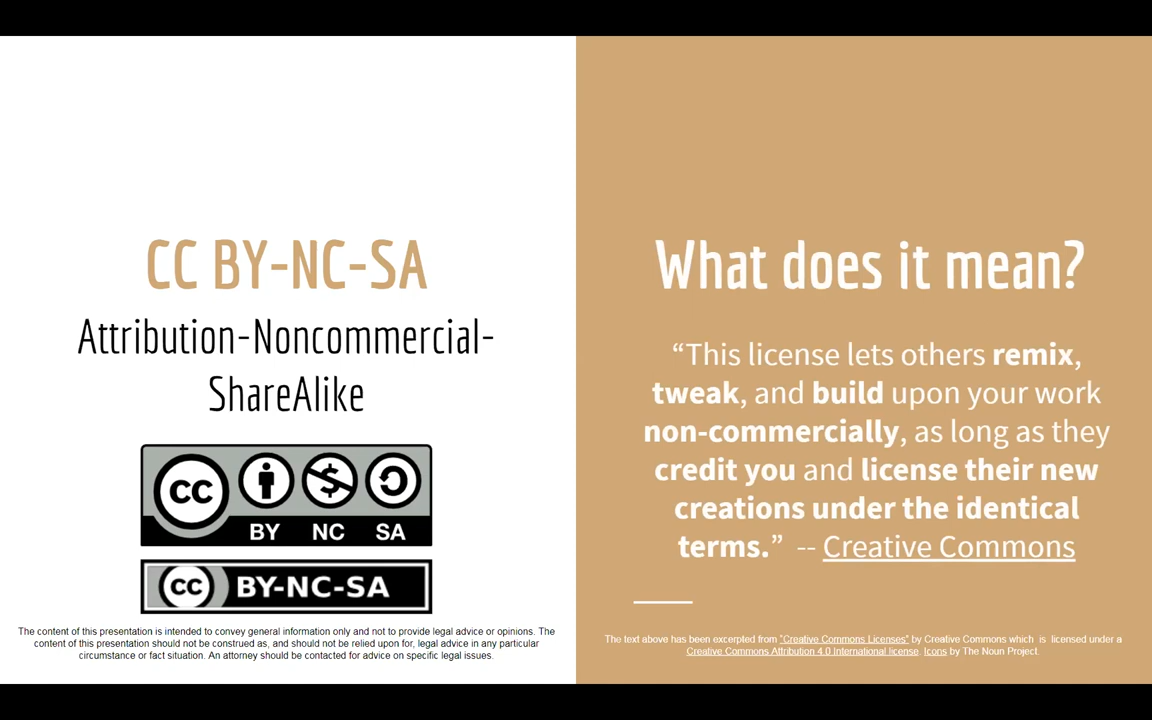 CC BY-NC-SA
Attribution-Noncommercial-
ShareAlike
cc
BY NC SA
cc BY-NC-SA
The content of this presentation is intended to convey general information only and not to provide legal advice or opinions. The
content of this presentation should not be construed as, and should not be relied upon for, legal advice in any particular
circumstance or fact situation. An attorney should be contacted for advice on specific legal issues.
What does it mean?
“This license lets others remix,
tweak, and build upon your work
non-commercially, as long as they
credit you and license their new
creations under the identical
terms.” -- Creative Commons
The text above has been excerpted from "Creative Commons Licenses" by Creative Commons which is licensed under a
Creative Commons Attribution 4.0 International license. Icons by The Noun Project.